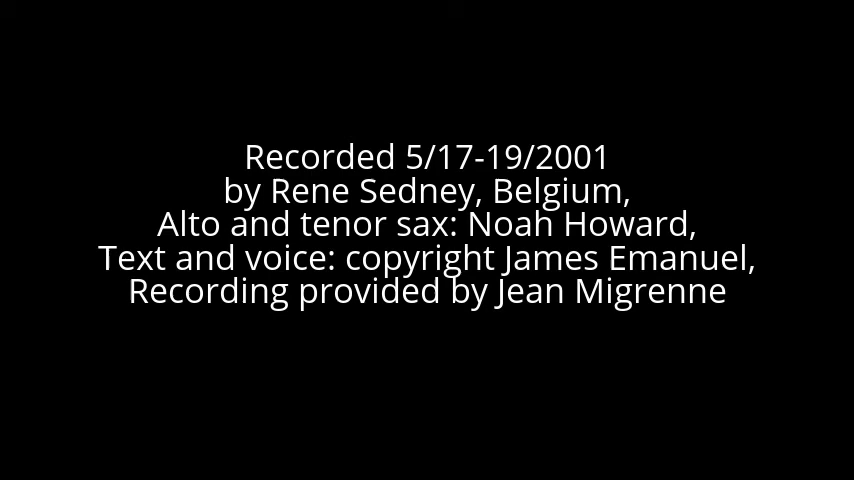 Recorded 5/17-19/2001
by Rene Sedney, Belgium,
Alto and tenor sax: Noah Howard,
Text and voice: copyright James Emanuel,
Recording provided by Jean Migrenne